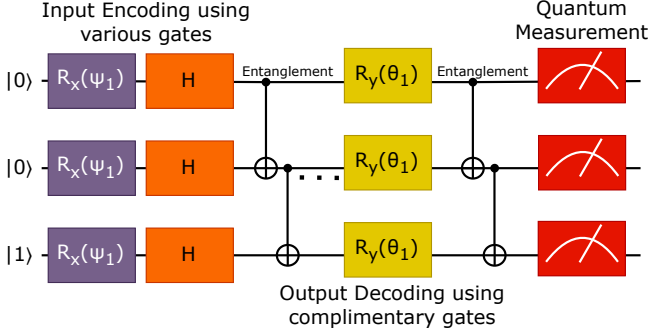 Input Encoding using
various gates
Quantum
Measurement
|0⟩ Rx(ψ1) H Entanglement Ry(θ1) Entanglement
|0⟩ Rx(ψ1) H ... Ry(θ1)
|1⟩ Rx(ψ1) H Ry(θ1)
Output Decoding using
complimentary gates